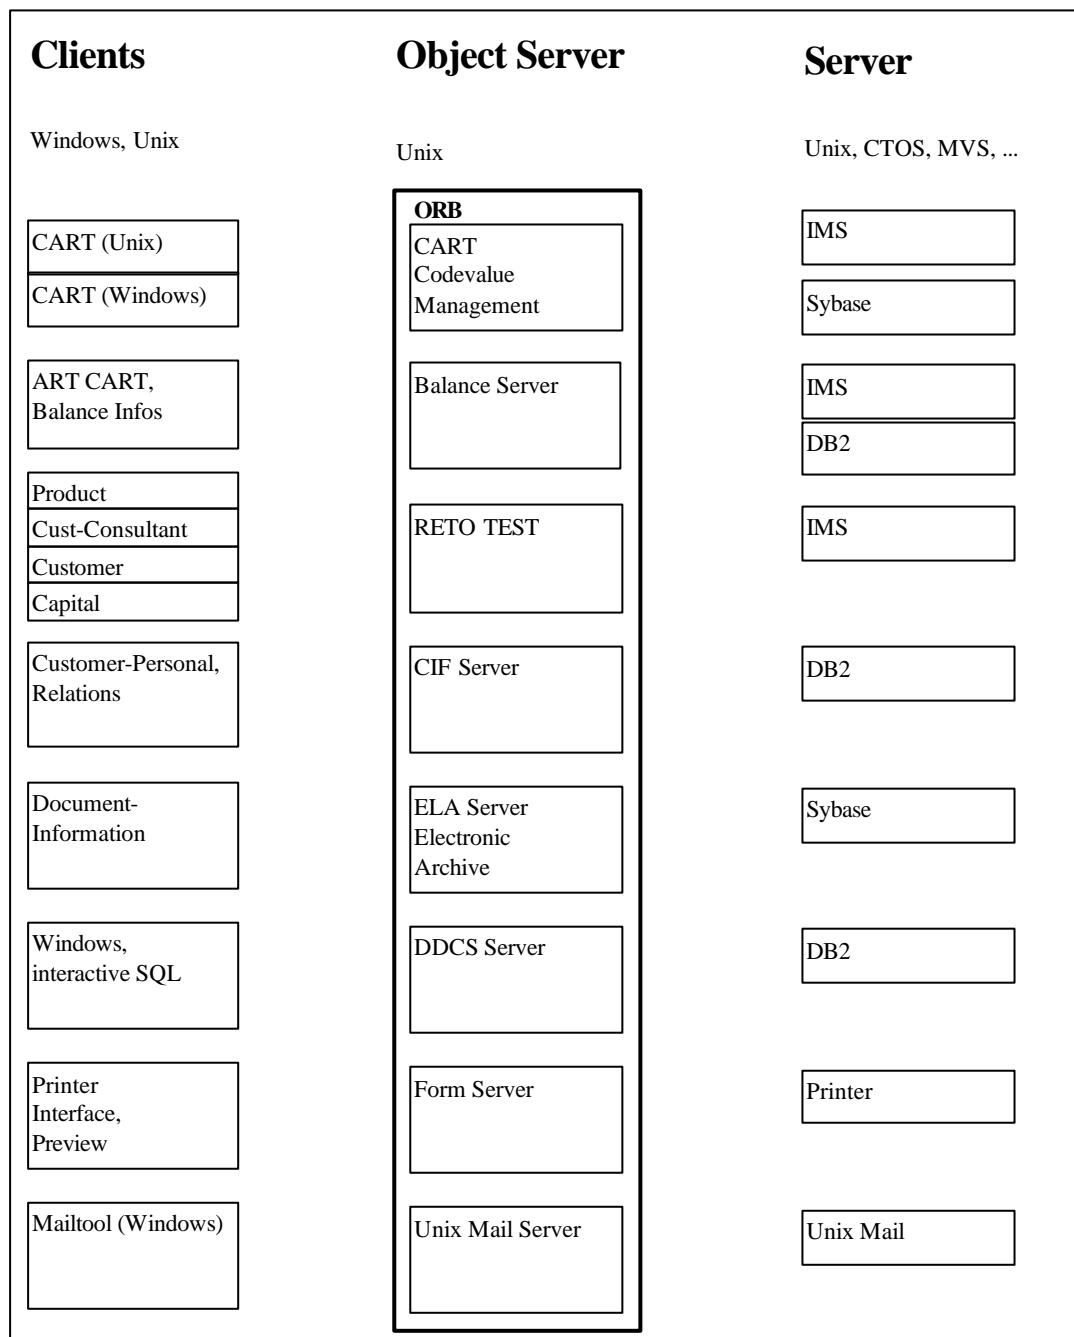 Clients
Windows, Unix
CART (Unix)
CART (Windows)
ART CART,
Balance Infos
Product
Cust-Consultant
Customer
Capital
Customer-Personal,
Relations
Document-
Information
Windows,
interactive SQL
Printer
Interface,
Preview
Mailtool (Windows)
Object Server
Unix
ORB
CART
Codevalue
Management
Balance Server
RETO TEST
CIF Server
ELA Server
Electronic
Archive
DDCS Server
Form Server
Unix Mail Server
Server
Unix, CTOS, MVS, ...
IMS
Sybase
IMS
DB2
IMS
DB2
Sybase
DB2
Printer
Unix Mail